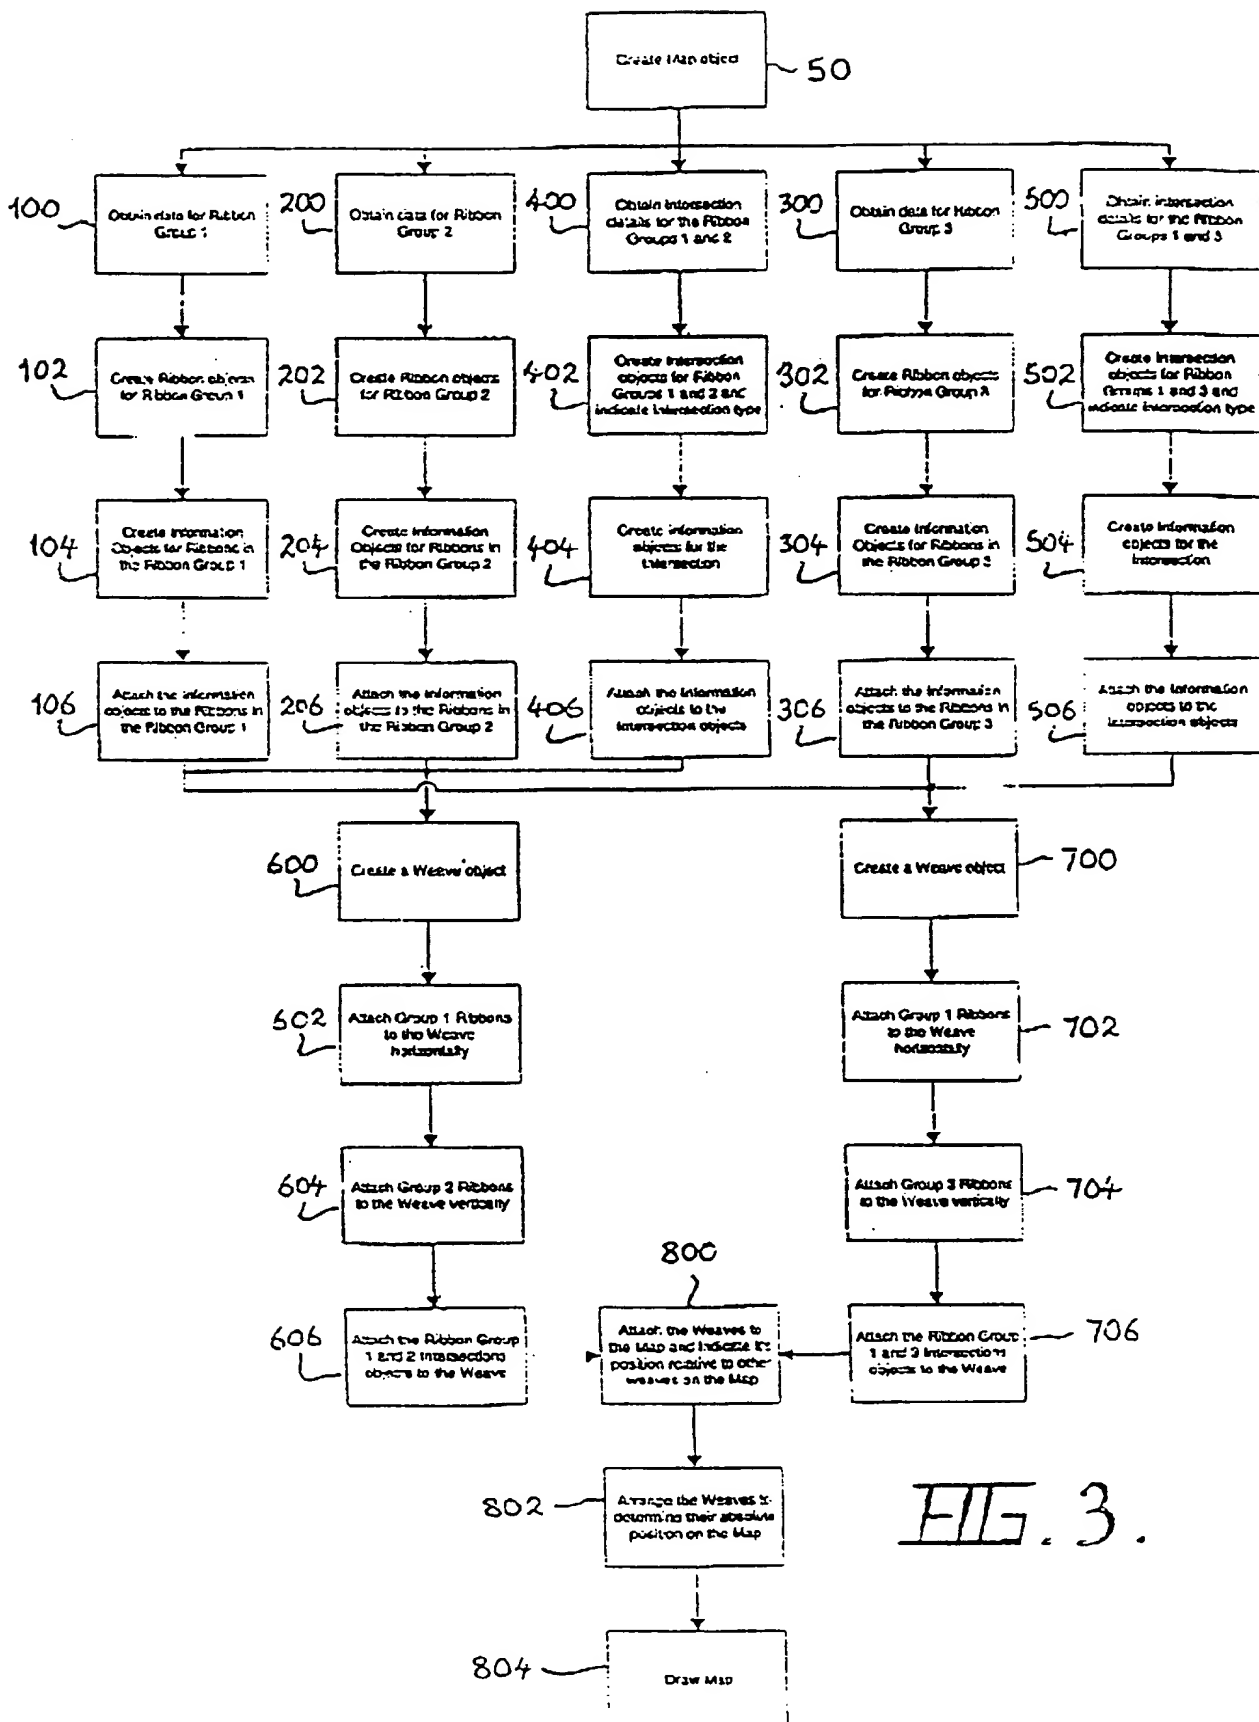 Create Map object
50
100
Obtain data for Ribbon
Group 1
200
Obtain data for Ribbon
Group 2
400
Obtain Intersection
details for the Ribbon
Groups 1 and 2
300
Obtain data for Ribbon
Group 3
500
Obtain intersection
details for the Ribbon
Groups 1 and 3
102
Create Ribbon objects
for Ribbon Group 1
202
Create Ribbon objects
for Ribbon Group 2
402
Create Intersection
objects for Ribbon
Groups 1 and 2 and
indicate intersection type
302
Create Ribbon objects
for Ribbon Group 3
502
Create Intersection
objects for Ribbon
Groups 1 and 3 and
indicate intersection type
104
Create Information
Objects for Ribbons in
the Ribbon Group 1
204
Create Information
Objects for Ribbons in
the Ribbon Group 2
404
Create information
objects for the
Intersection
304
Create Information
Objects for Ribbons in
the Ribbon Group 3
504
Create Information
objects for the
Intersection
106
Attach the information
objects to the Ribbons in
the Ribbon Group 1
206
Attach the Information
objects to the Ribbons in
the Ribbon Group 2
406
Attach the Information
objects to the
Intersection objects
306
Attach the Information
objects to the Ribbons in
the Ribbon Group 3
506
Attach the Information
objects to the
Intersection objects
600
Create a Weave object
Create a Weave object
700
602
Attach Group 1 Ribbons
to the Weave
horizontally
Attach Group 1 Ribbons
to the Weave
horizontally
702
604
Attach Group 2 Ribbons
to the Weave vertically
Attach Group 3 Ribbons
to the Weave vertically
704
606
Attach the Ribbon Group
1 and 2 Intersections
objects to the Weave
800
Attach the Weaves to
the Map and Indicate its
position relative to other
weaves on the Map
Attach the Ribbon Group
1 and 3 Intersections
objects to the Weave
706
802
Arrange the Weaves to
determine their absolute
position on the Map
804
Draw Map
FIG. 3.